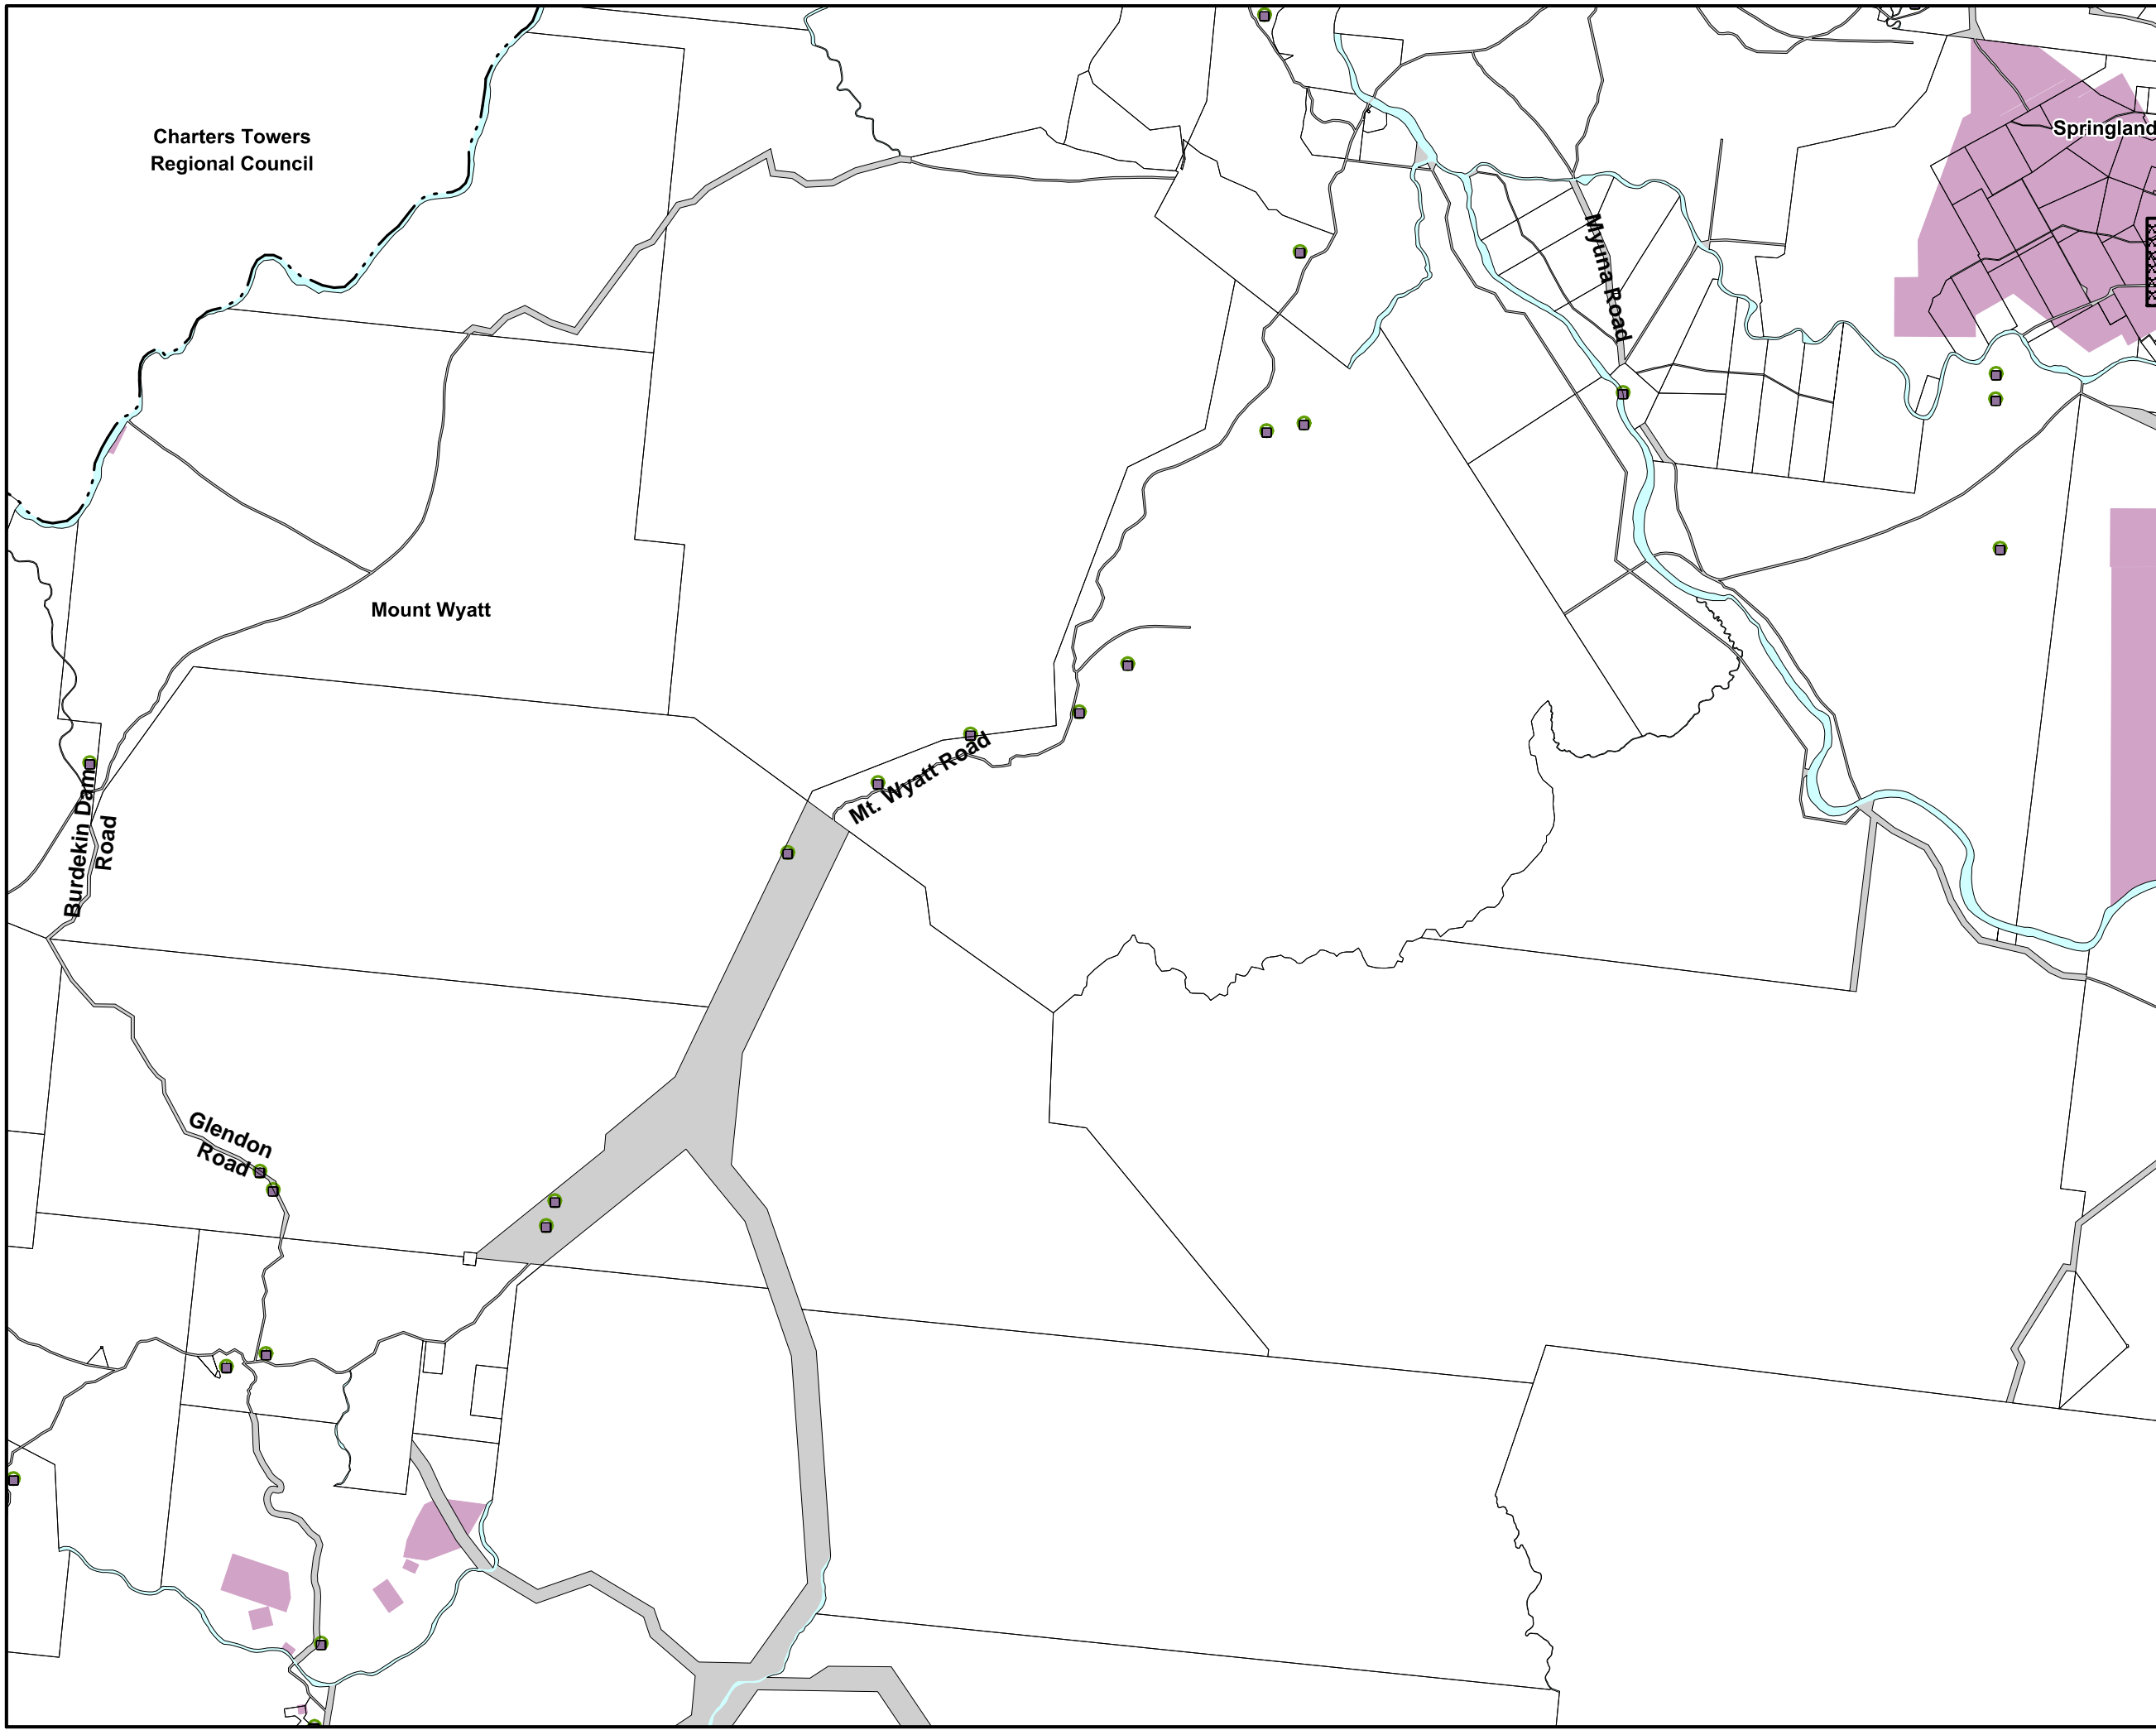 Charters Towers
Regional Council
Springland
Myuna Road
Mount Wyatt
Mt. Wyatt Road
Burdekin Dam
Road
Glendon
Road